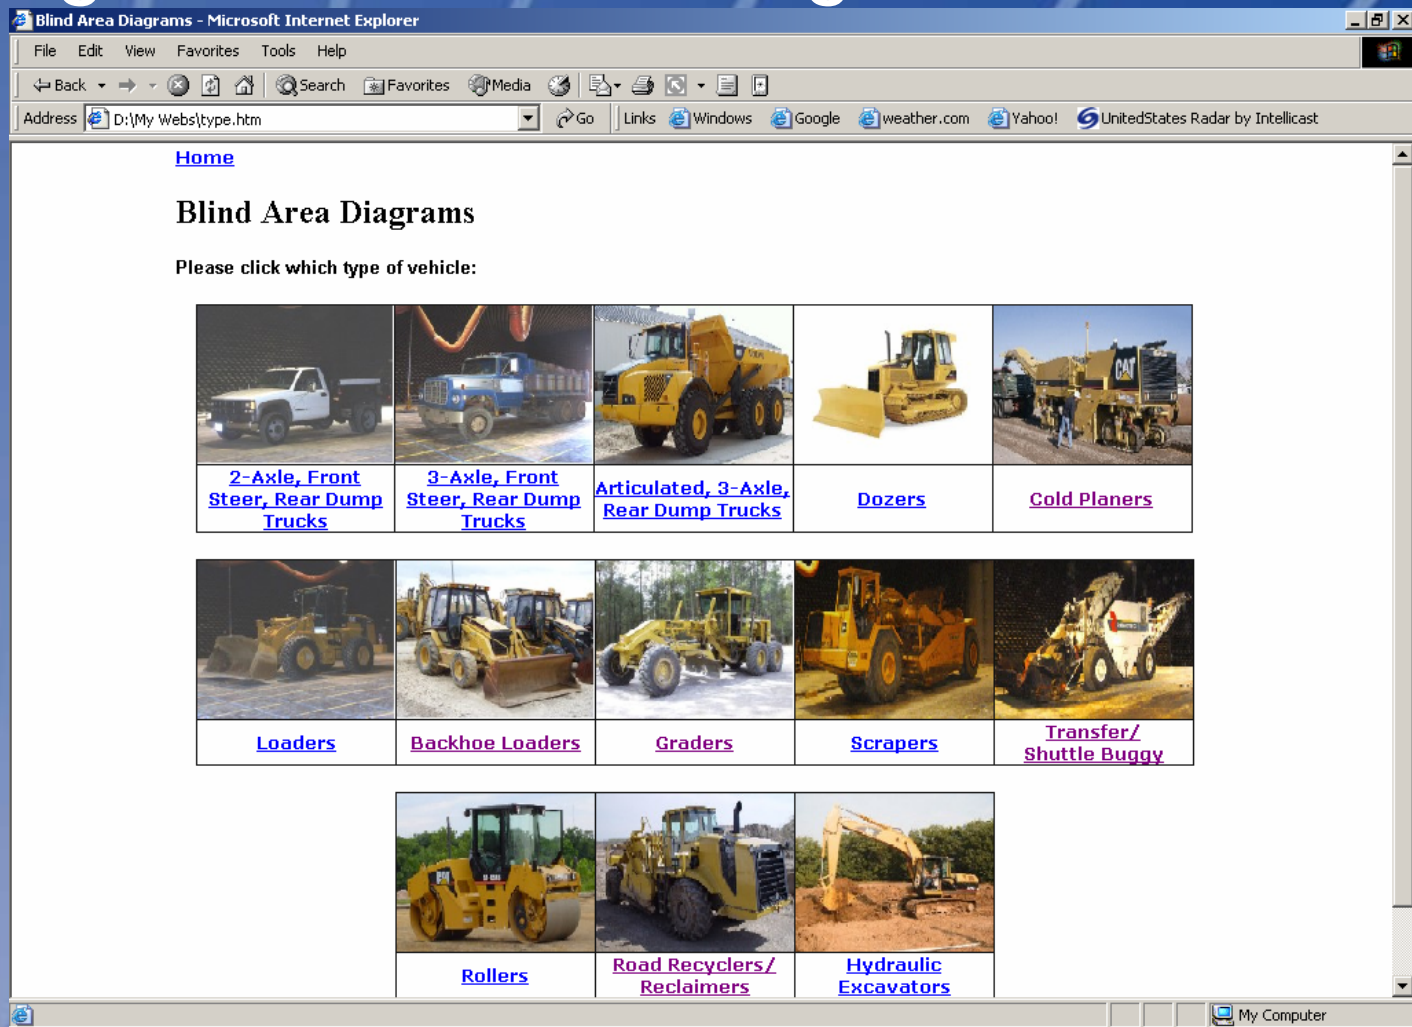 Blind Area Diagrams - Microsoft Internet Explorer
File Edit View Favorites Tools Help
Back Search Favorites Media
Address D:\My Webs\type.htm Go Links Windows Google weather.com Yahoo! UnitedStates Radar by Intellicast
Home
Blind Area Diagrams
Please click which type of vehicle:
CAT
2-Axle, Front
Steer, Rear Dump
Trucks
3-Axle, Front
Steer, Rear Dump
Trucks
Articulated, 3-Axle,
Rear Dump Trucks
Dozers
Cold Planers
Loaders
Backhoe Loaders
Graders
Scrapers
Transfer/
Shuttle Buggy
Rollers
Road Recyclers/
Reclaimers
Hydraulic
Excavators
My Computer